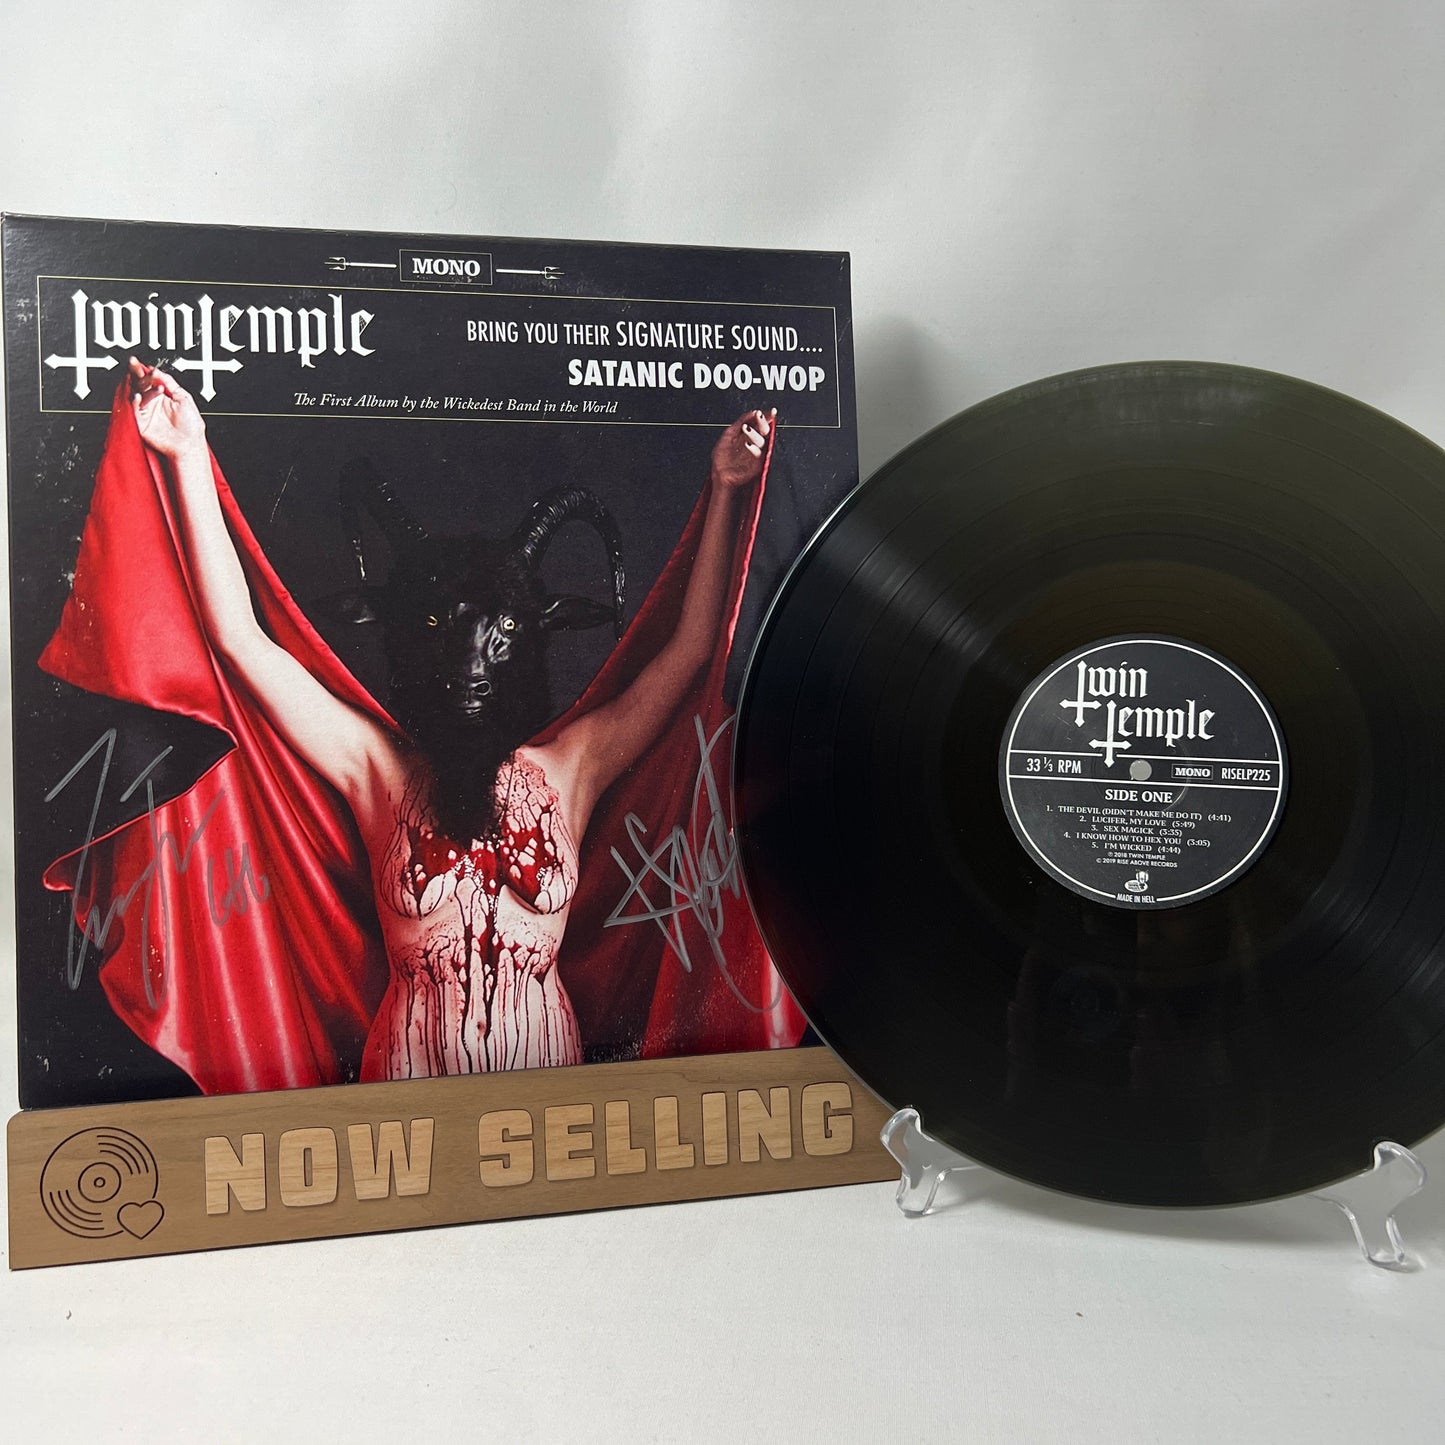 MONO
twin temple
BRING YOU THEIR SIGNATURE SOUND....
SATANIC DOO-WOP
The First Album by the Wickedest Band in the World
666
NOW SELLING
twin
temple
33 ⅓ RPM
MONO RISELP225
SIDE ONE
1. THE DEVIL (DIDN'T MAKE ME DO IT) (4:41)
2. LUCIFER, MY LOVE (5:49)
3. SEX MAGICK (3:35)
4. I KNOW HOW TO HEX YOU (3:05)
5. I'M WICKED (4:44)
℗ 2018 TWIN TEMPLE
© 2019 RISE ABOVE RECORDS
MADE IN HELL